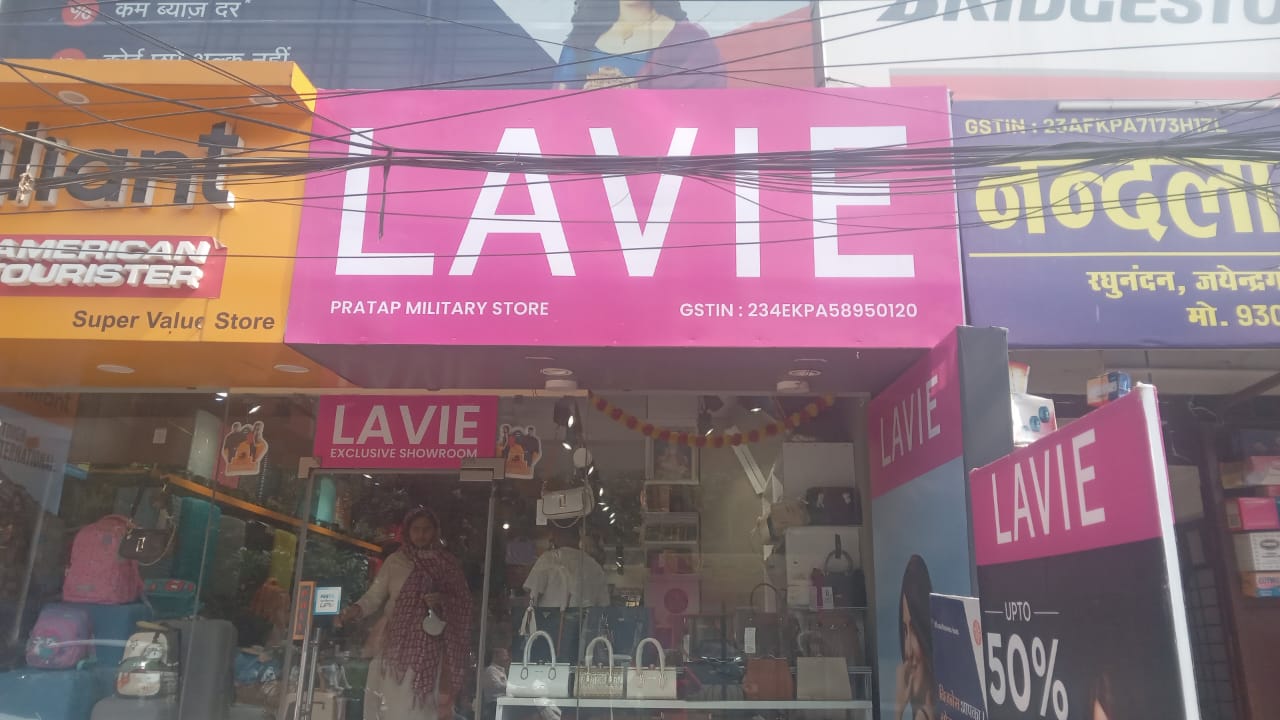 कम ब्याज़ दर*
BRIDGESTO
LAVIE
PRATAP MILITARY STORE
GSTIN : 234EKPA58950120
AMERICAN
TOURISTER
Super Value Store
GSTIN : 23AFKPA7173H1ZL
नन्दला
रघुनंदन, जयेन्द्रग
मो. 930
LAVIE
EXCLUSIVE SHOWROOM
LAVIE
LAVIE
UPTO
50%